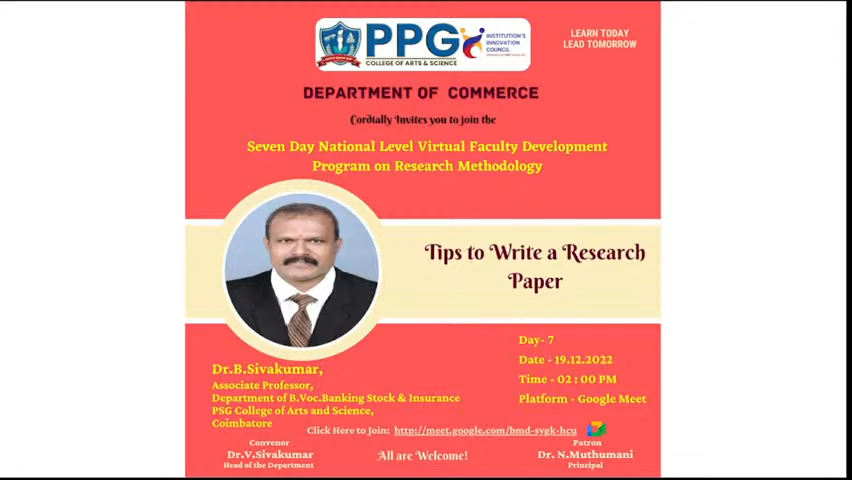 PPG
COLLEGE OF ARTS & SCIENCE
INSTITUTION'S
INNOVATION
COUNCIL
LEARN TODAY
LEAD TOMORROW
DEPARTMENT OF COMMERCE
Cordially Invites you to join the
Seven Day National Level Virtual Faculty Development
Program on Research Methodology
Tips to Write a Research
Paper
Day- 7
Date - 19.12.2022
Time - 02 : 00 PM
Platform - Google Meet
Dr.B.Sivakumar,
Associate Professor,
Department of B.Voc.Banking Stock & Insurance
PSG College of Arts and Science,
Coimbatore
Click Here to Join: http://meet.google.com/bmd-sygk-hcu
Convenor
Dr.V.Sivakumar
Head of the Department
All are Welcome!
Patron
Dr. N.Muthumani
Principal